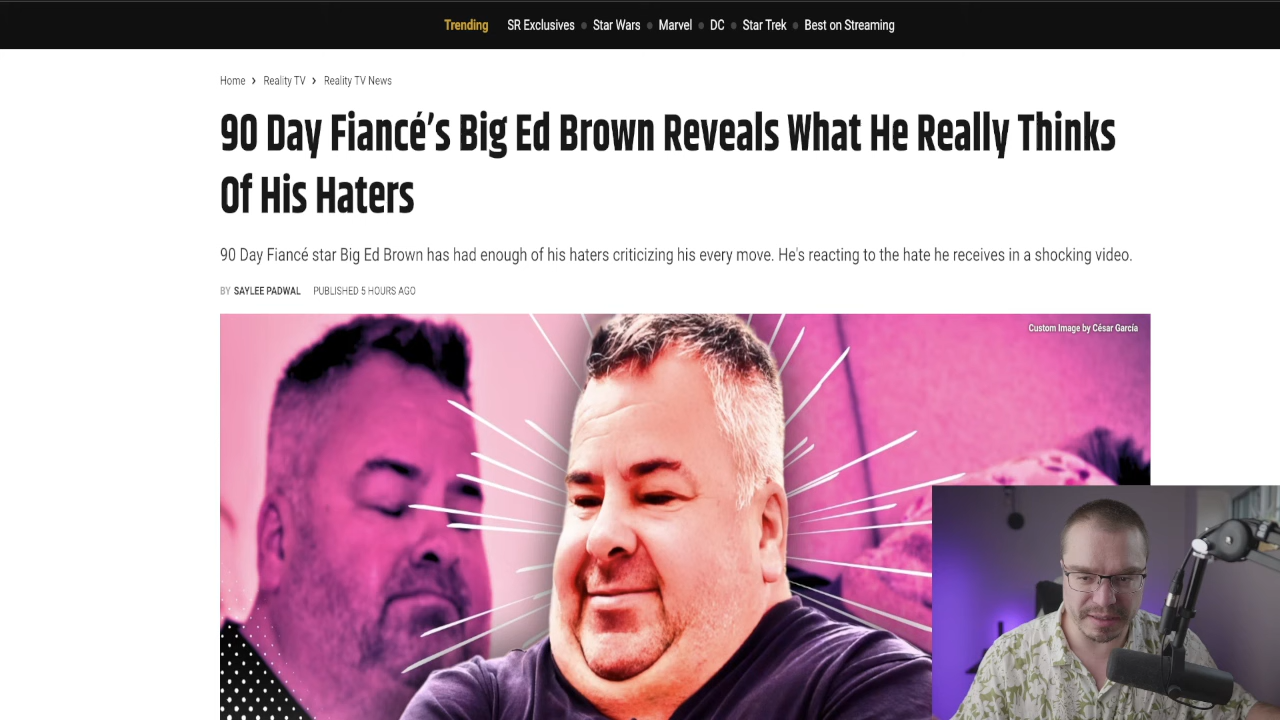 Trending SR Exclusives Star Wars Marvel DC Star Trek Best on Streaming
Home > Reality TV > Reality TV News
90 Day Fiancé’s Big Ed Brown Reveals What He Really Thinks
Of His Haters
90 Day Fiancé star Big Ed Brown has had enough of his haters criticizing his every move. He's reacting to the hate he receives in a shocking video.
BY SAYLEE PADWAL PUBLISHED 5 HOURS AGO
Custom Image by César García